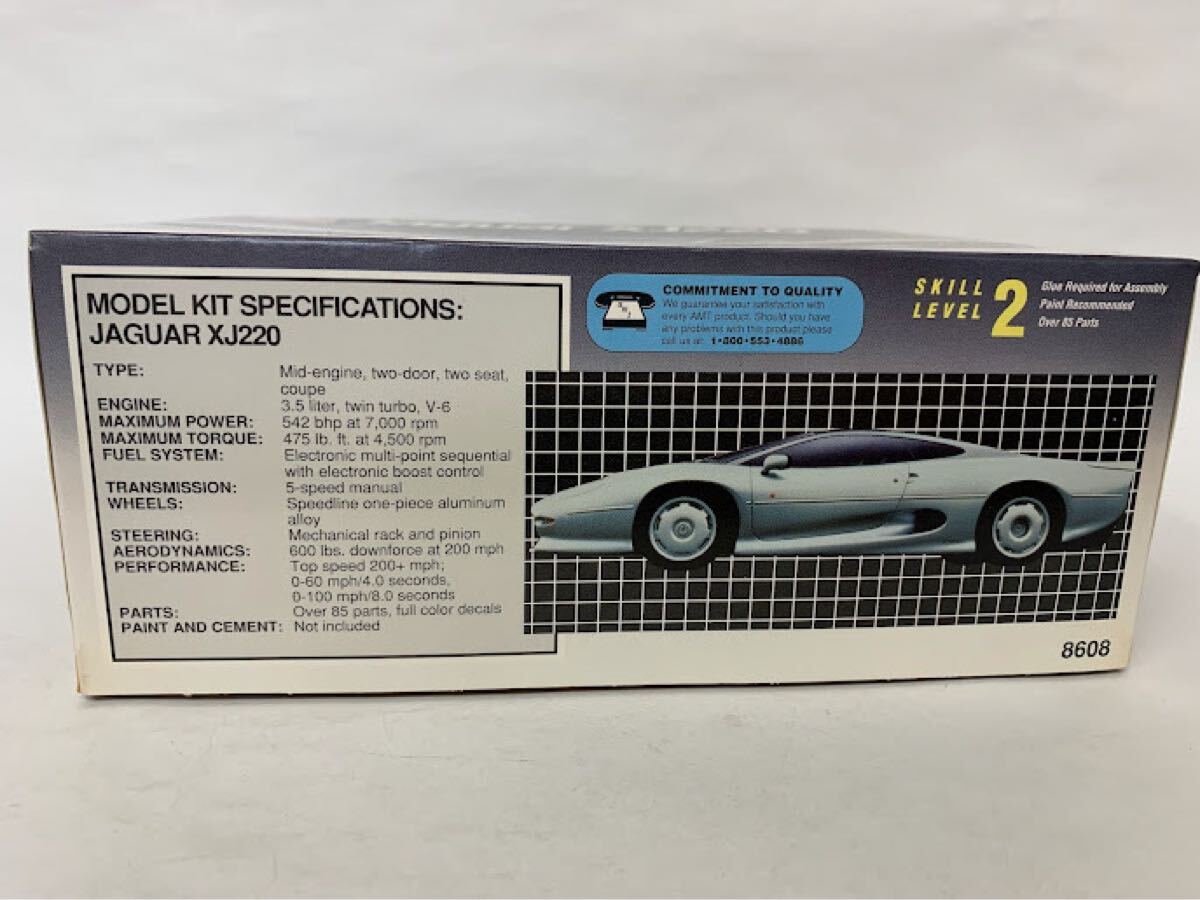 MODEL KIT SPECIFICATIONS:
JAGUAR XJ220
TYPE: Mid-engine, two-door, two seat,
coupe
ENGINE: 3.5 liter, twin turbo, V-6
MAXIMUM POWER: 542 bhp at 7,000 rpm
MAXIMUM TORQUE: 475 lb. ft. at 4,500 rpm
FUEL SYSTEM: Electronic multi-point sequential
with electronic boost control
TRANSMISSION: 5-speed manual
WHEELS: Speedline one-piece aluminum
alloy
STEERING: Mechanical rack and pinion
AERODYNAMICS: 600 lbs. downforce at 200 mph
PERFORMANCE: Top speed 200+ mph;
0-60 mph/4.0 seconds,
0-100 mph/8.0 seconds
PARTS: Over 85 parts, full color decals
PAINT AND CEMENT: Not included
COMMITMENT TO QUALITY
We guarantee your satisfaction with
every AMT product. Should you have
any problems with this product please
call us at: 1•800•553•4886
SKILL
LEVEL 2
Glue Required for Assembly
Paint Recommended
Over 85 Parts
8608